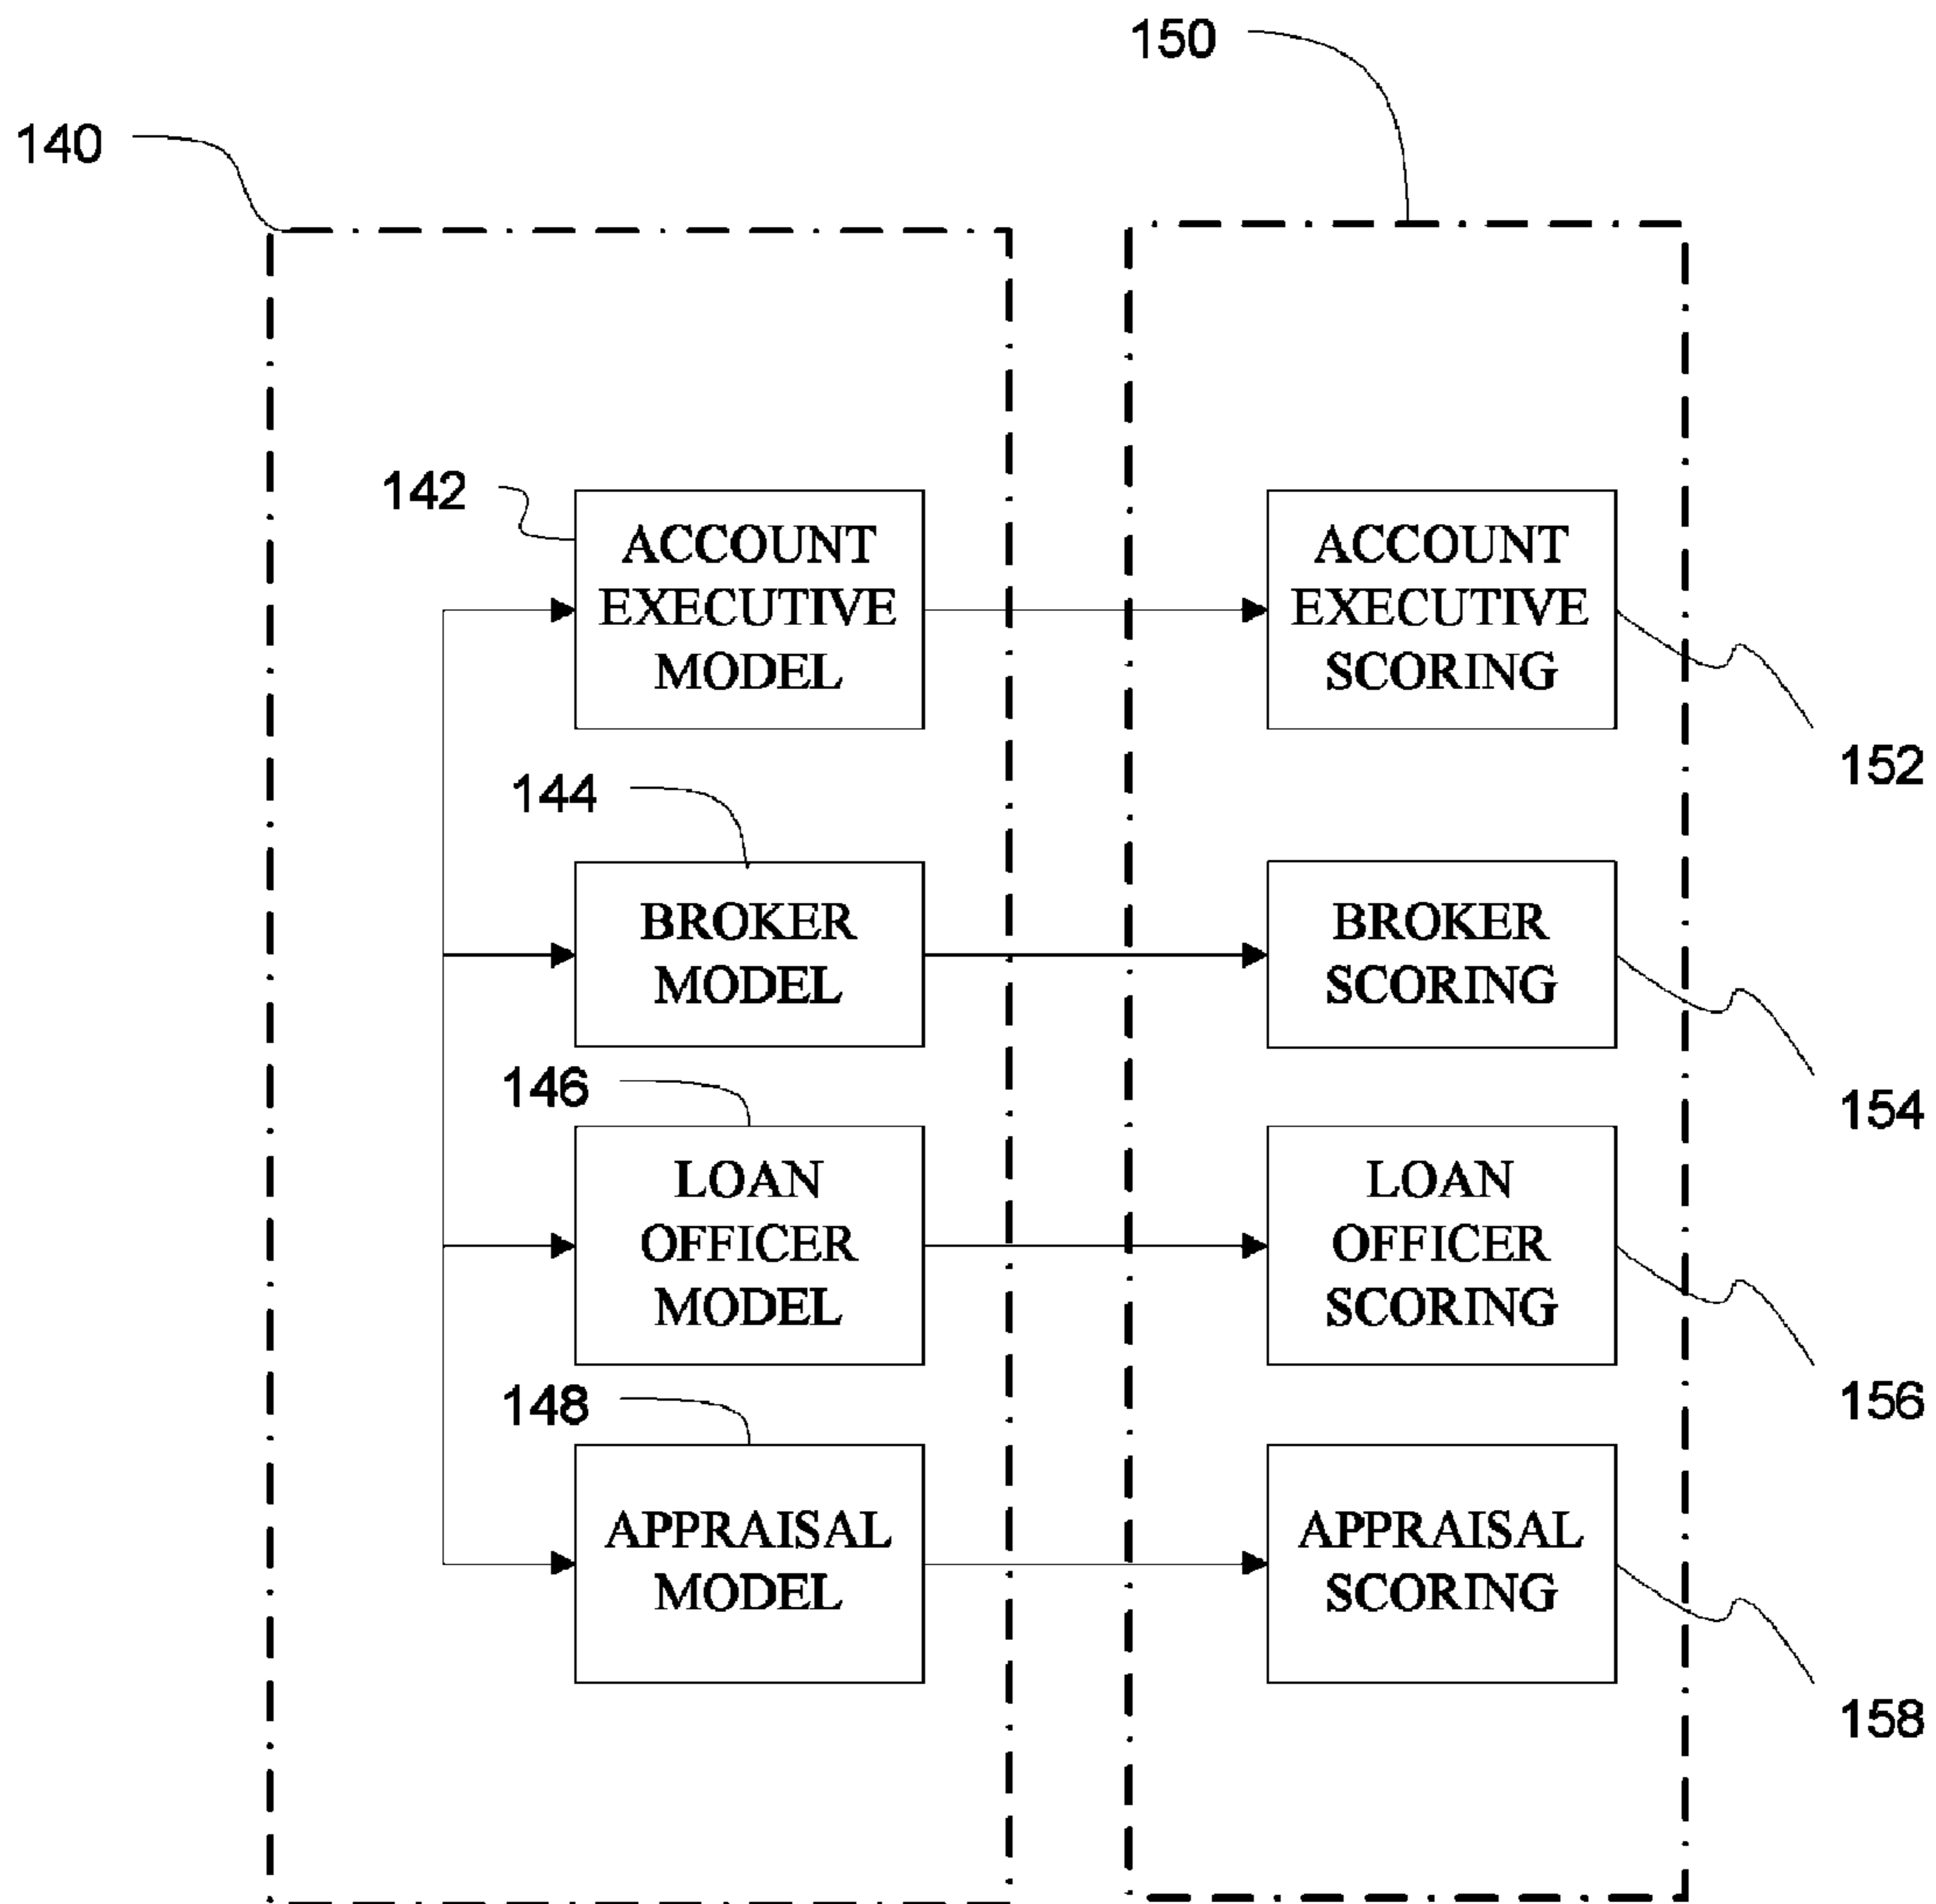 150
140
142
ACCOUNT
EXECUTIVE
MODEL
ACCOUNT
EXECUTIVE
SCORING
152
144
BROKER
MODEL
BROKER
SCORING
154
146
LOAN
OFFICER
MODEL
LOAN
OFFICER
SCORING
156
148
APPRAISAL
MODEL
APPRAISAL
SCORING
158